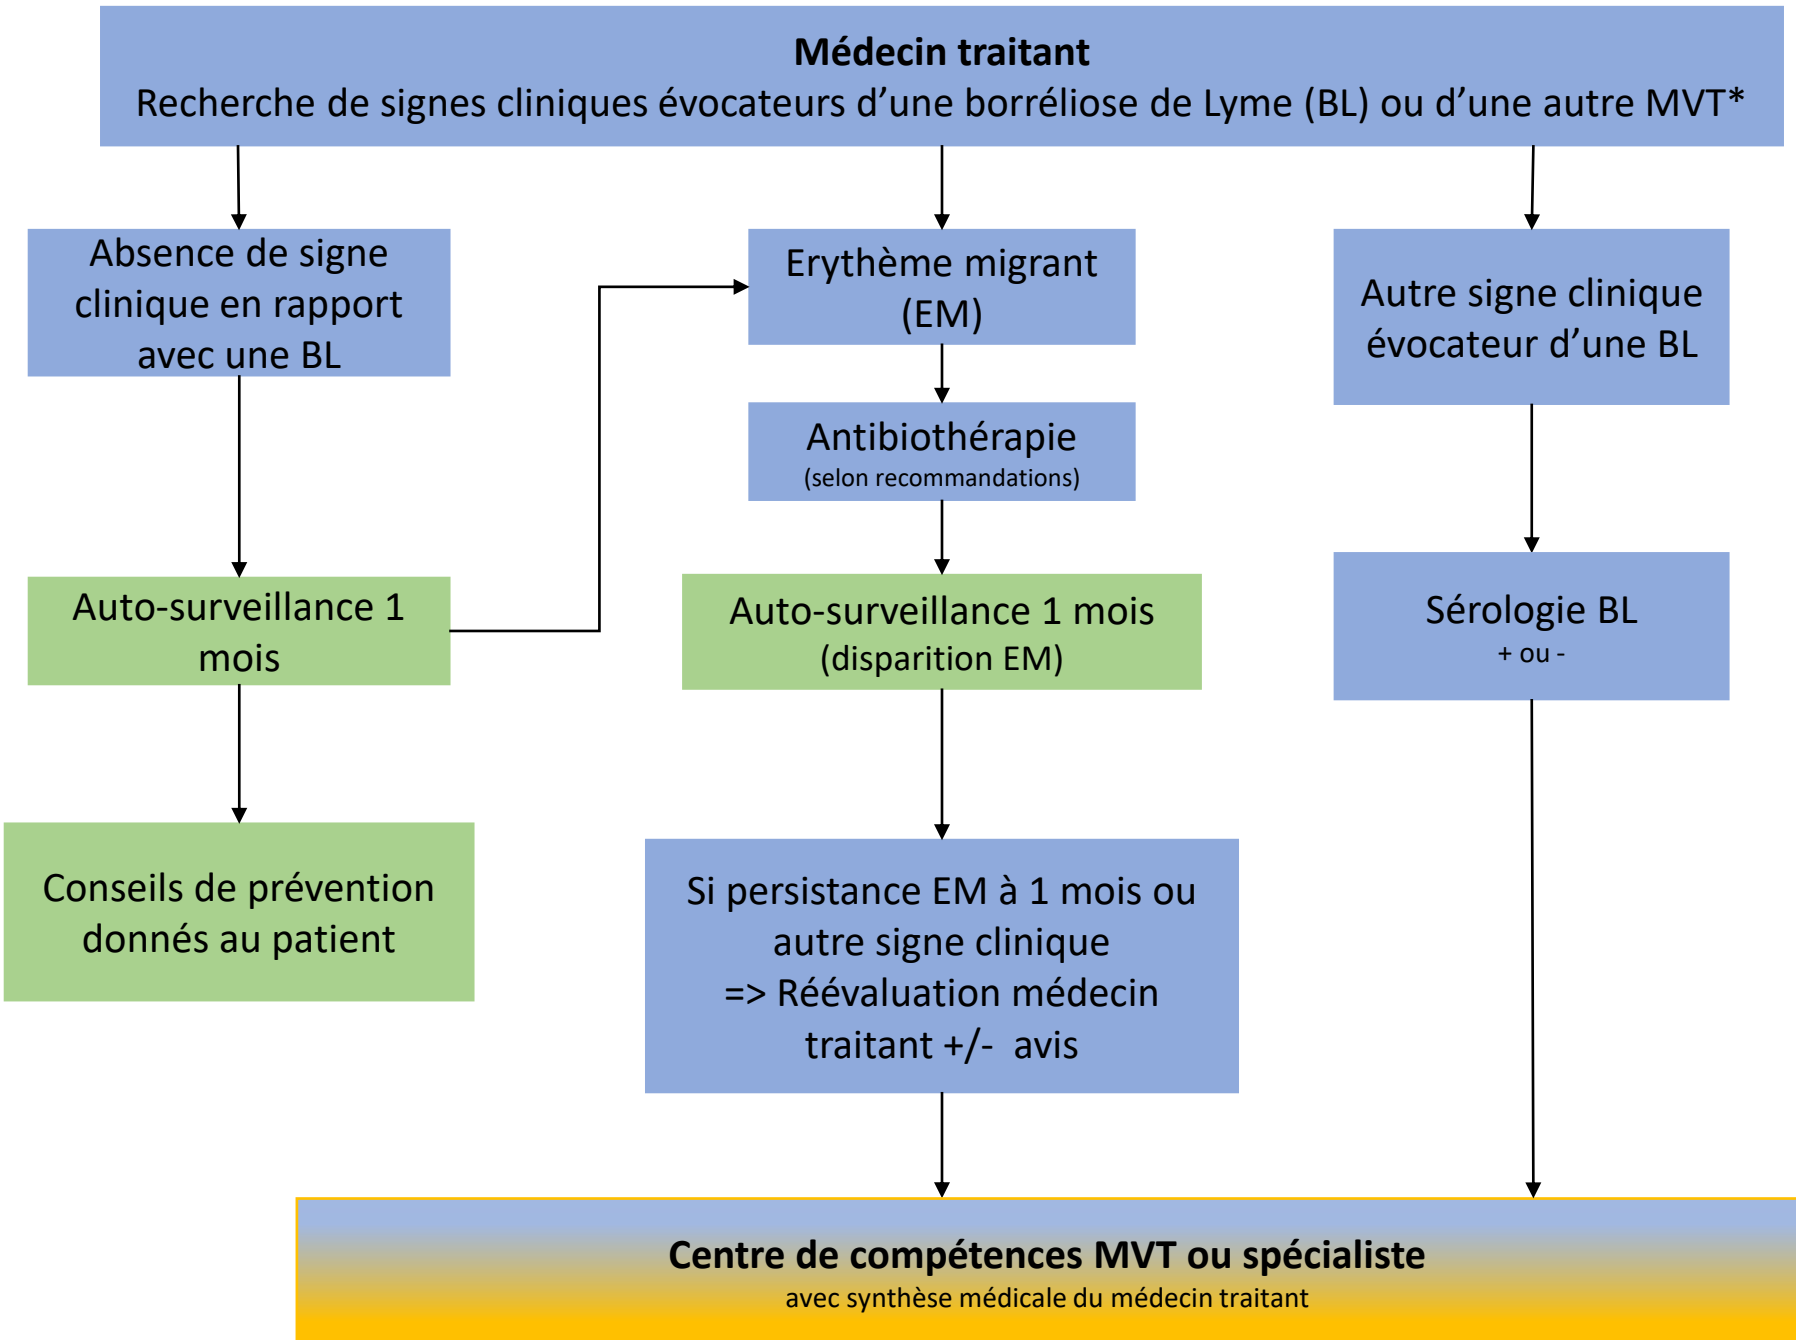 Médecin traitant
Recherche de signes cliniques évocateurs d’une borréliose de Lyme (BL) ou d’une autre MVT*
Absence de signe
clinique en rapport
avec une BL
Auto-surveillance 1
mois
Conseils de prévention
donnés au patient
Erythème migrant
(EM)
Antibiothérapie
(selon recommandations)
Auto-surveillance 1 mois
(disparition EM)
Si persistance EM à 1 mois ou
autre signe clinique
=> Réévaluation médecin
traitant +/- avis
Autre signe clinique
évocateur d’une BL
Sérologie BL
+ ou -
Centre de compétences MVT ou spécialiste
avec synthèse médicale du médecin traitant